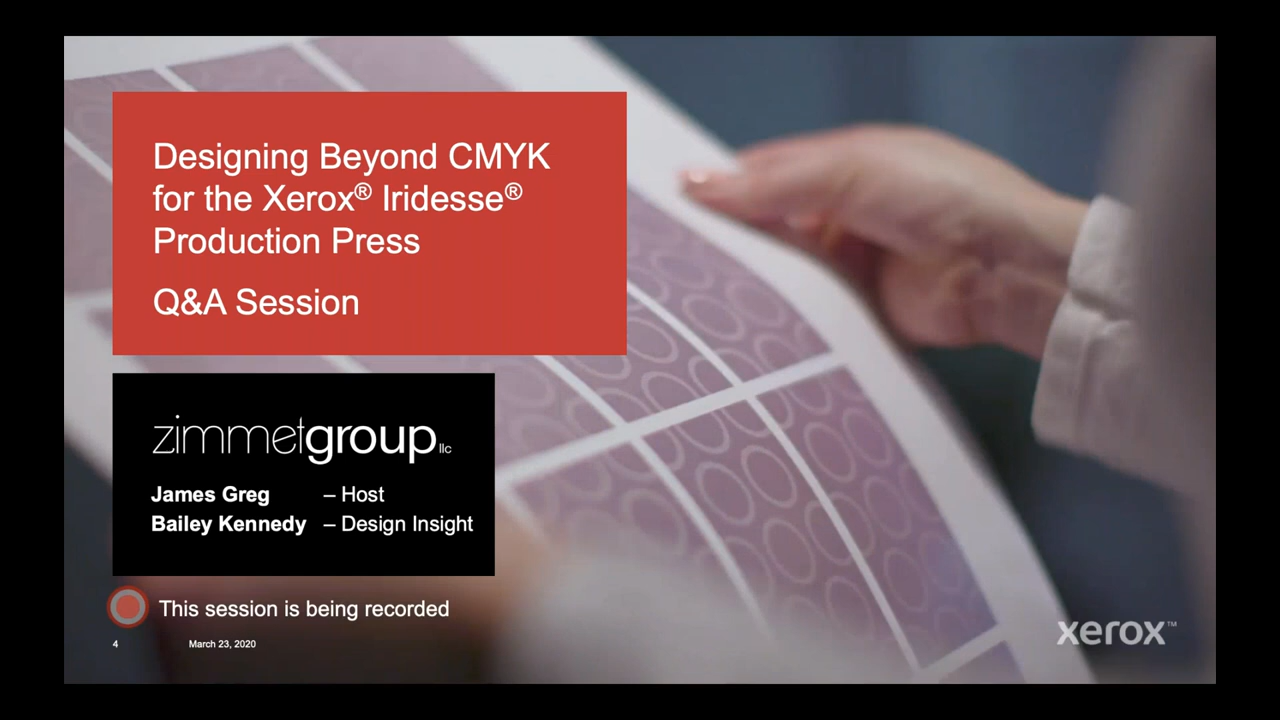 Designing Beyond CMYK
for the Xerox® Iridesse®
Production Press
Q&A Session
zimmetgroup llc
James Greg – Host
Bailey Kennedy – Design Insight
This session is being recorded
4 March 23, 2020
xerox™